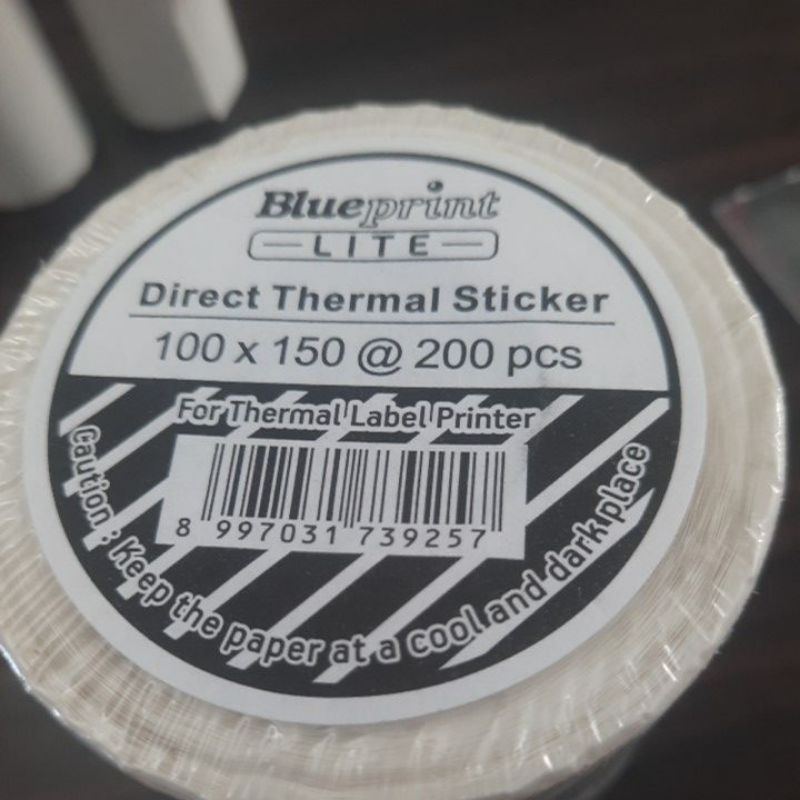 Blueprint
LITE
Direct Thermal Sticker
100 x 150 @ 200 pcs
For Thermal Label Printer
8 997031 739257
Caution : Keep the paper at a cool and dark place